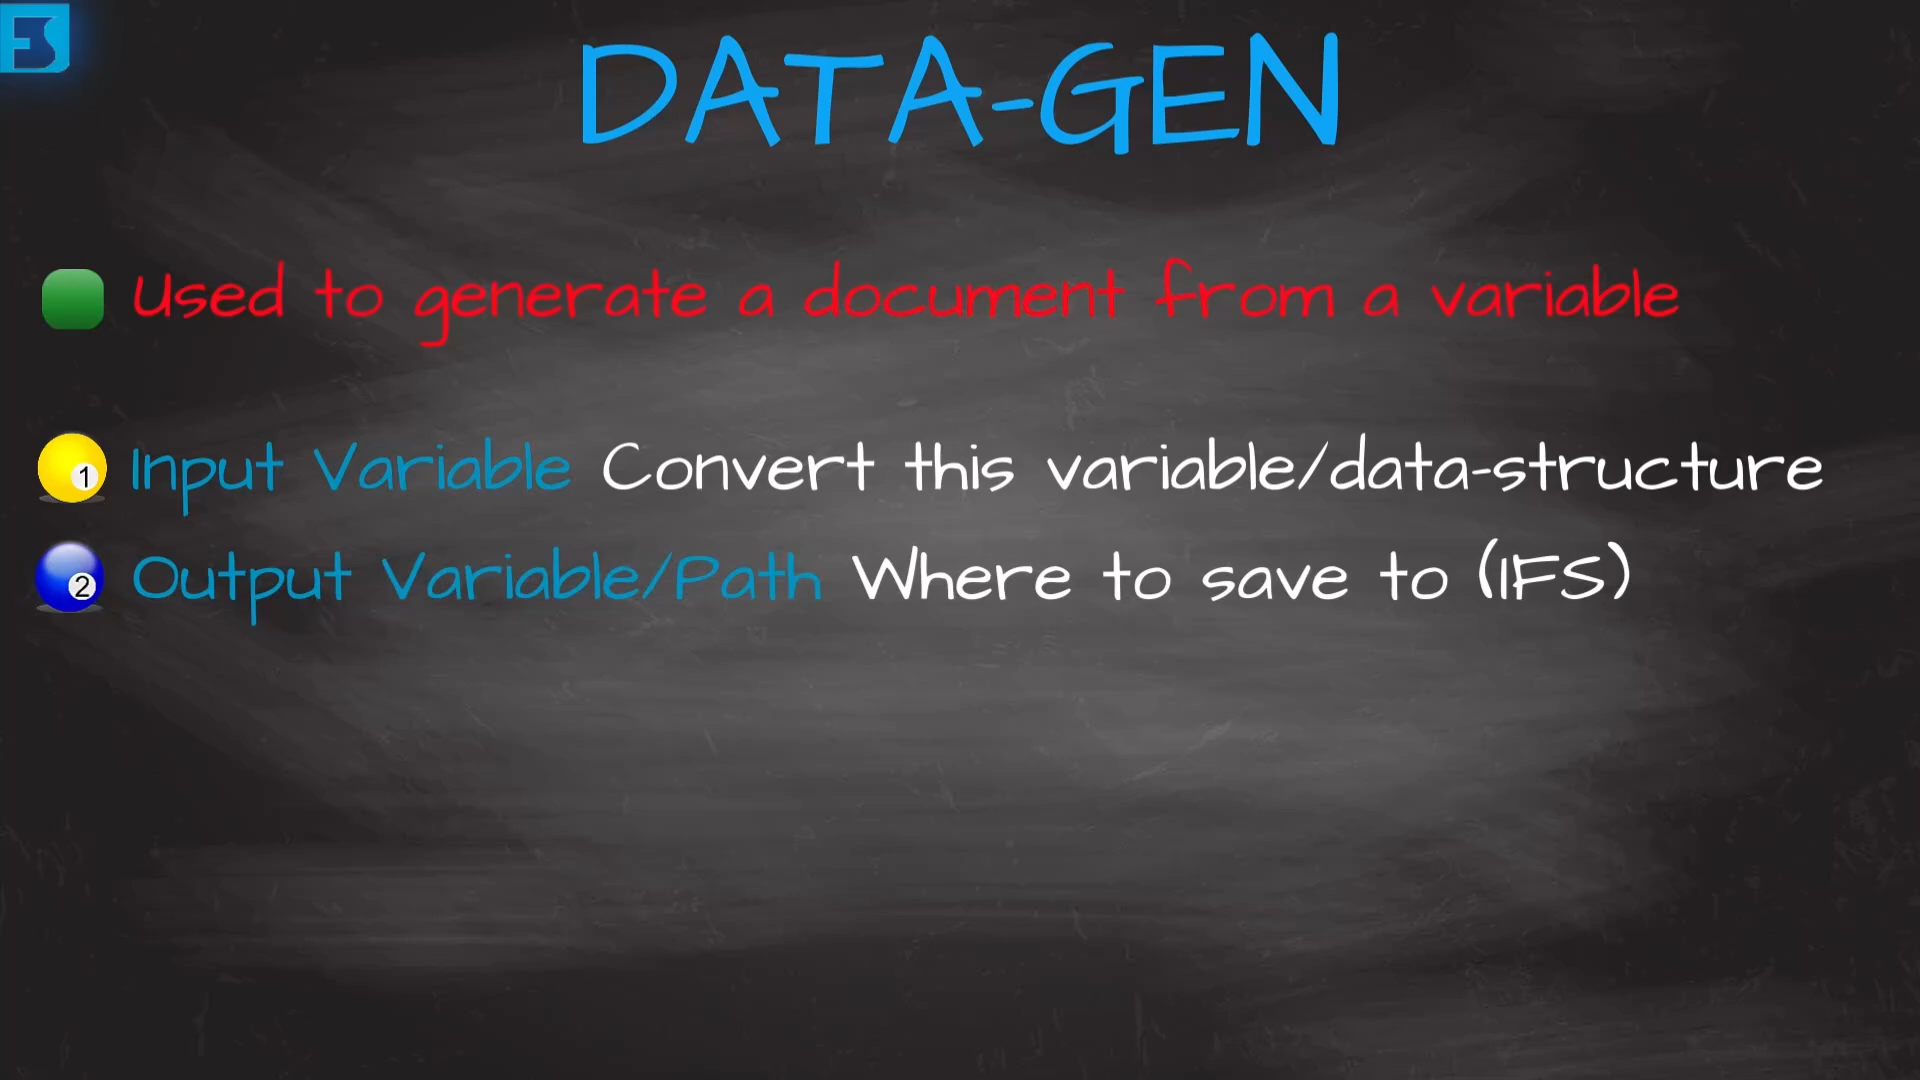 DATA-GEN
Used to generate a document from a variable
1 Input Variable Convert this variable/data-structure
2 Output Variable/Path Where to save to (IFS)